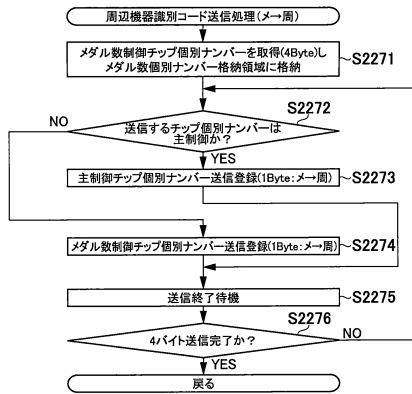 周辺機器識別コード送信処理(メ→周)
メダル数制御チップ個別ナンバーを取得(4Byte)し
メダル数個別ナンバー格納領域に格納
S2271
S2272
NO
送信するチップ個別ナンバーは
主制御か?
YES
主制御チップ個別ナンバー送信登録(1Byte:メ→周)
S2273
メダル数制御チップ個別ナンバー送信登録(1Byte:メ→周)
S2274
送信終了待機
S2275
S2276
4バイト送信完了か?
NO
YES
戻る